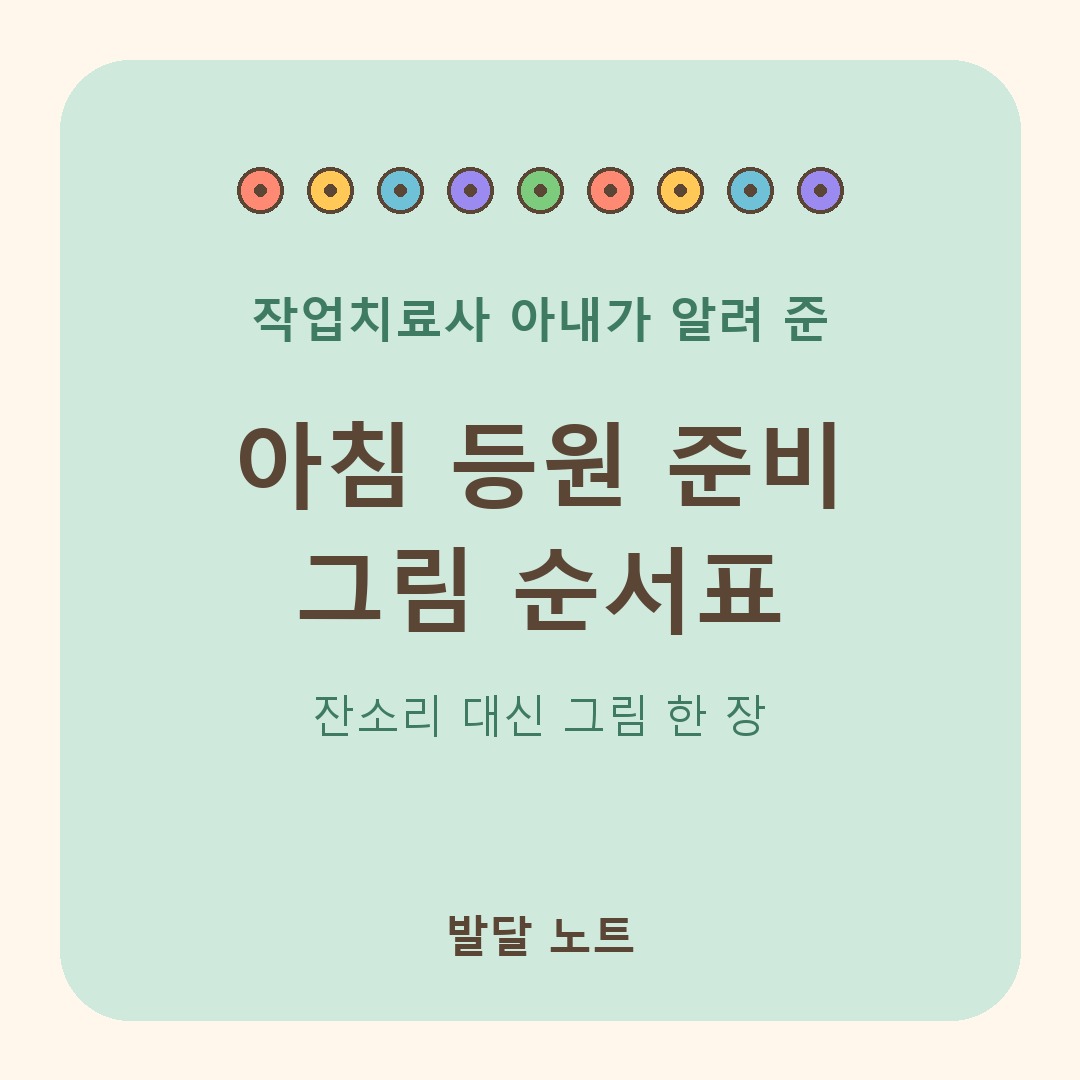 작업치료사 아내가 알려 준
아침 등원 준비
그림 순서표
잔소리 대신 그림 한 장
발달 노트